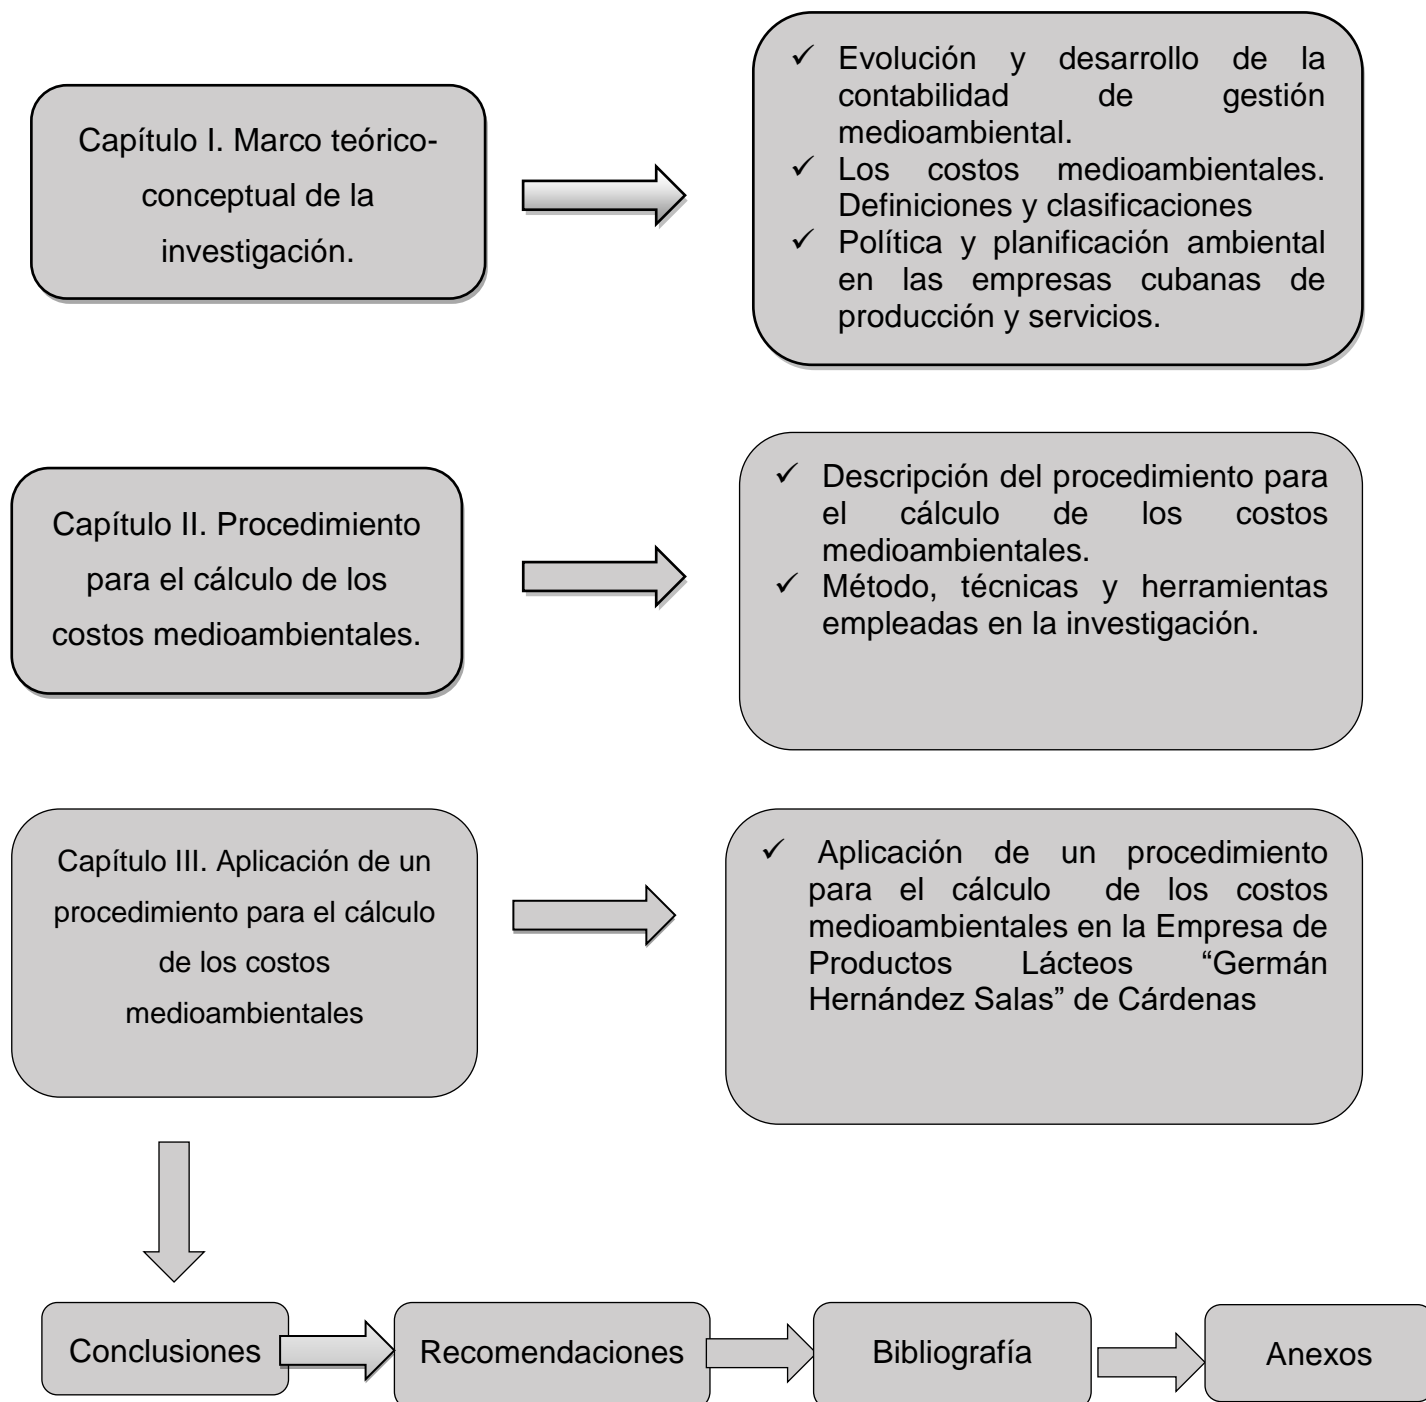 Capítulo I. Marco teórico-
conceptual de la
investigación.
✓ Evolución y desarrollo de la
contabilidad de gestión
medioambiental.
✓ Los costos medioambientales.
Definiciones y clasificaciones
✓ Política y planificación ambiental
en las empresas cubanas de
producción y servicios.
Capítulo II. Procedimiento
para el cálculo de los
costos medioambientales.
✓ Descripción del procedimiento para
el cálculo de los costos
medioambientales.
✓ Método, técnicas y herramientas
empleadas en la investigación.
Capítulo III. Aplicación de un
procedimiento para el cálculo
de los costos
medioambientales
✓ Aplicación de un procedimiento
para el cálculo de los costos
medioambientales en la Empresa de
Productos Lácteos “Germán
Hernández Salas” de Cárdenas
Conclusiones
Recomendaciones
Bibliografía
Anexos